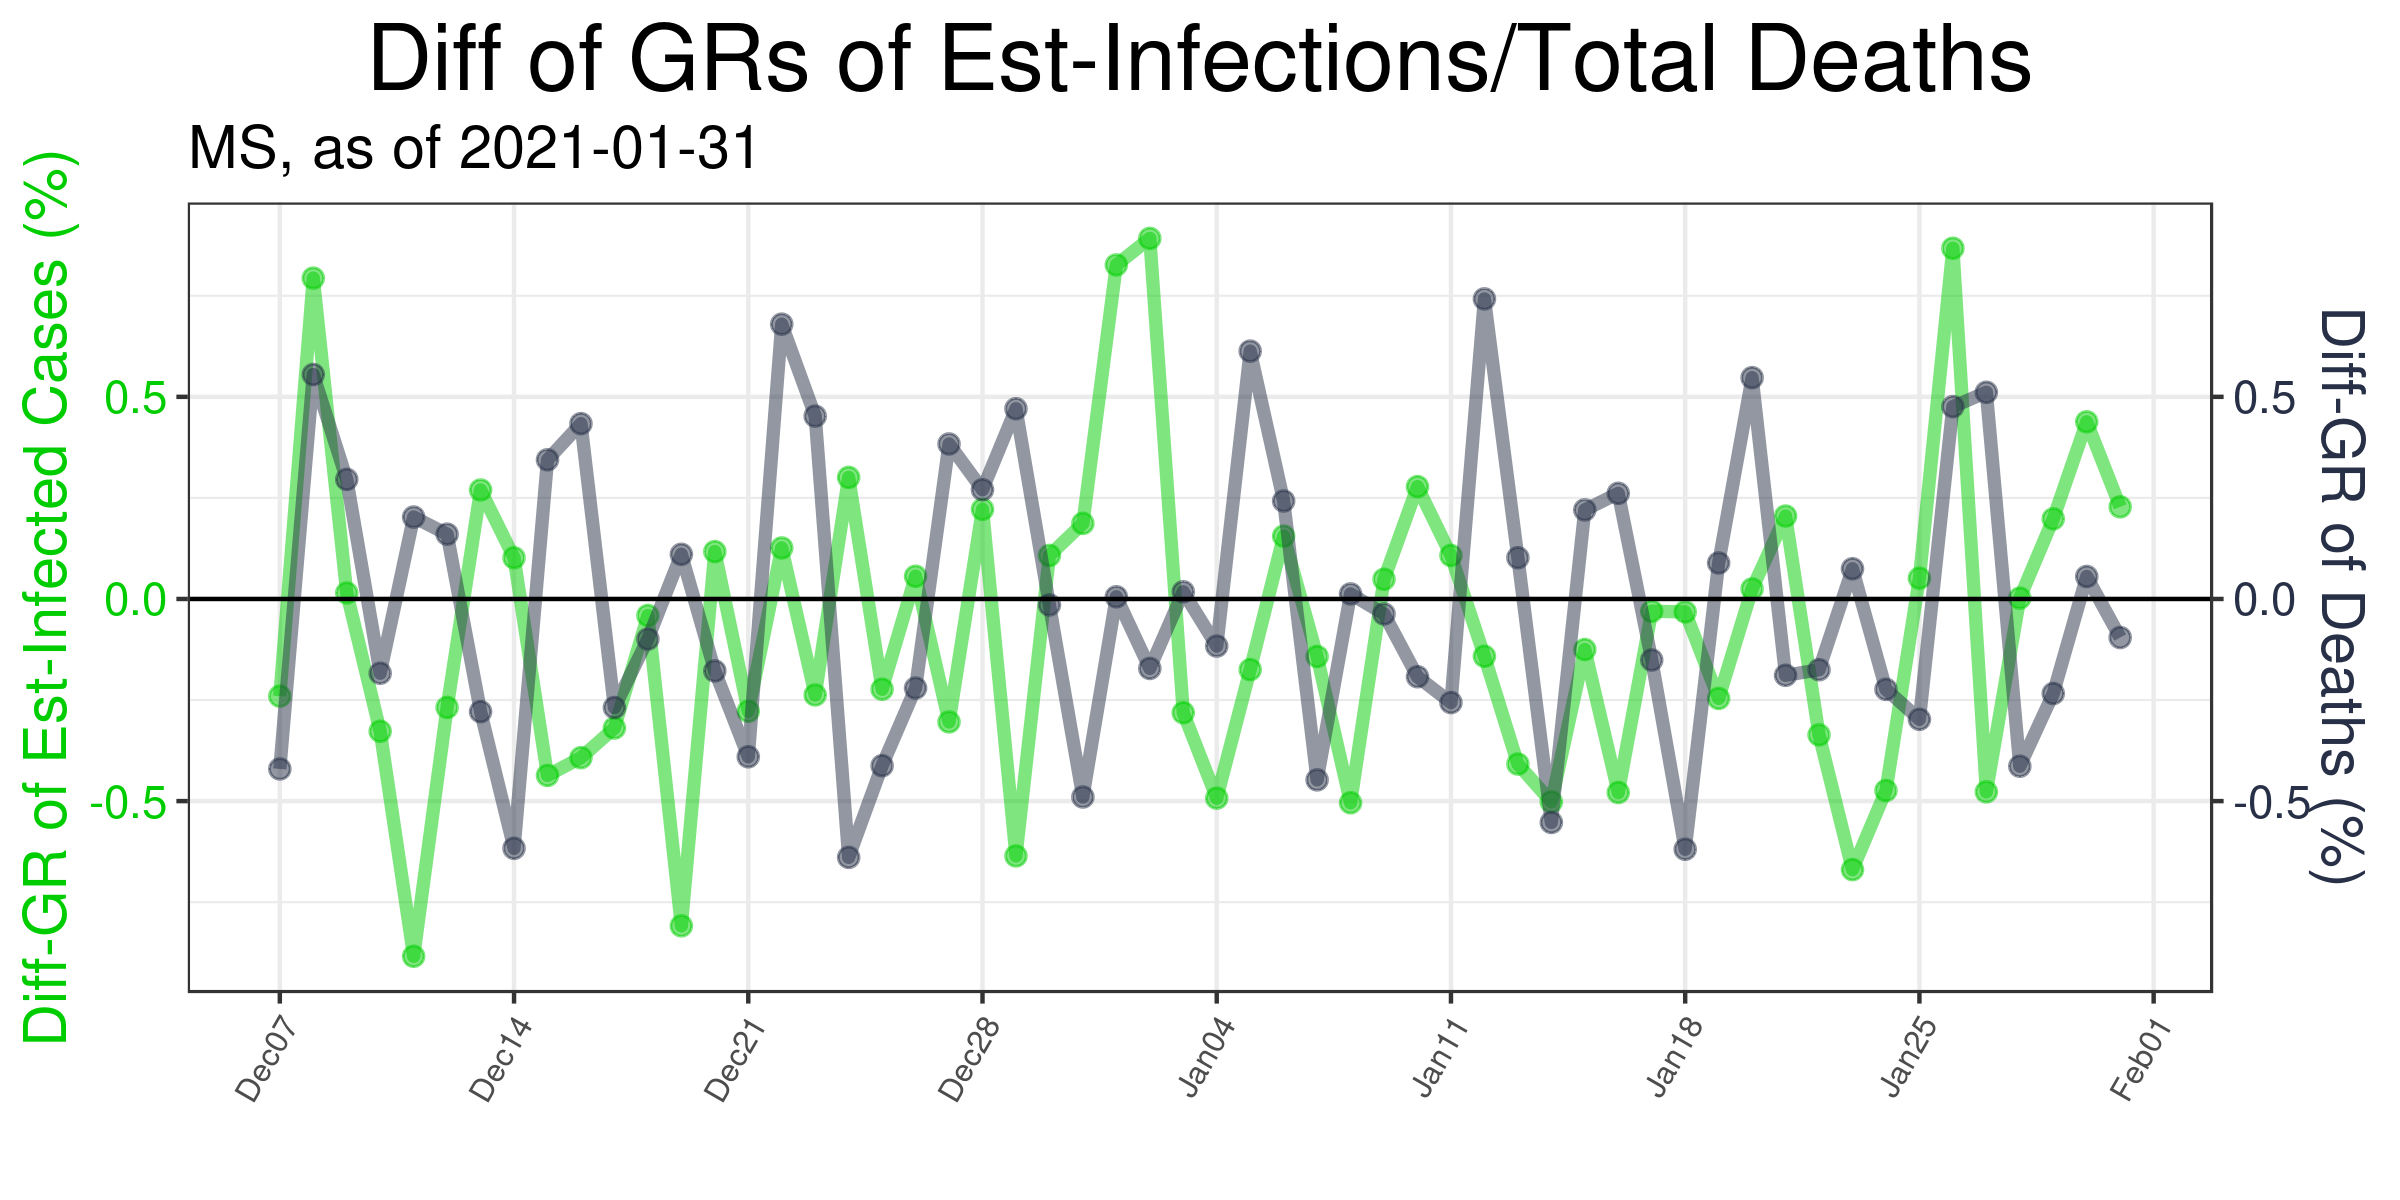 Diff of GRs of Est-Infections/Total Deaths
MS, as of 2021-01-31
Diff-GR of Est-Infected Cases (%)
0.5
0.0
-0.5
0.5
0.0
-0.5
Diff-GR of Deaths (%)
Dec07
Dec14
Dec21
Dec28
Jan04
Jan11
Jan18
Jan25
Feb01